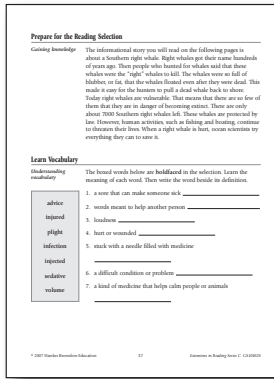 Prepare for the Reading Selection
Gaining knowledge
The informational story you will read on the following pages is
about a Southern right whale. Right whales got their name hundreds
of years ago. Then people who hunted for whales said that these
whales were the "right" whales to kill. The whales were so full of
blubber, or fat, that the whales floated even after they were dead. This
made it easy for the hunters to pull a dead whale back to shore.
Today right whales are vulnerable. That means that there are so few of
them that they are in danger of becoming extinct. There are only
about 7000 Southern right whales left. These whales are protected by
law. However, human activities, such as fishing and boating, continue
to threaten their lives. When a right whale is hurt, ocean scientists try
everything they can to save it.
Learn Vocabulary
Understanding
vocabulary
The boxed words below are boldfaced in the selection. Learn the
meaning of each word. Then write the word beside its definition.
advice
injured
plight
infection
injected
sedative
volume
1. a sore that can make someone sick
2. words meant to help another person
3. loudness
4. hurt or wounded
5. stuck with a needle filled with medicine
6. a difficult condition or problem
7. a kind of medicine that helps calm people or animals
© 2007 Sundance Education
57